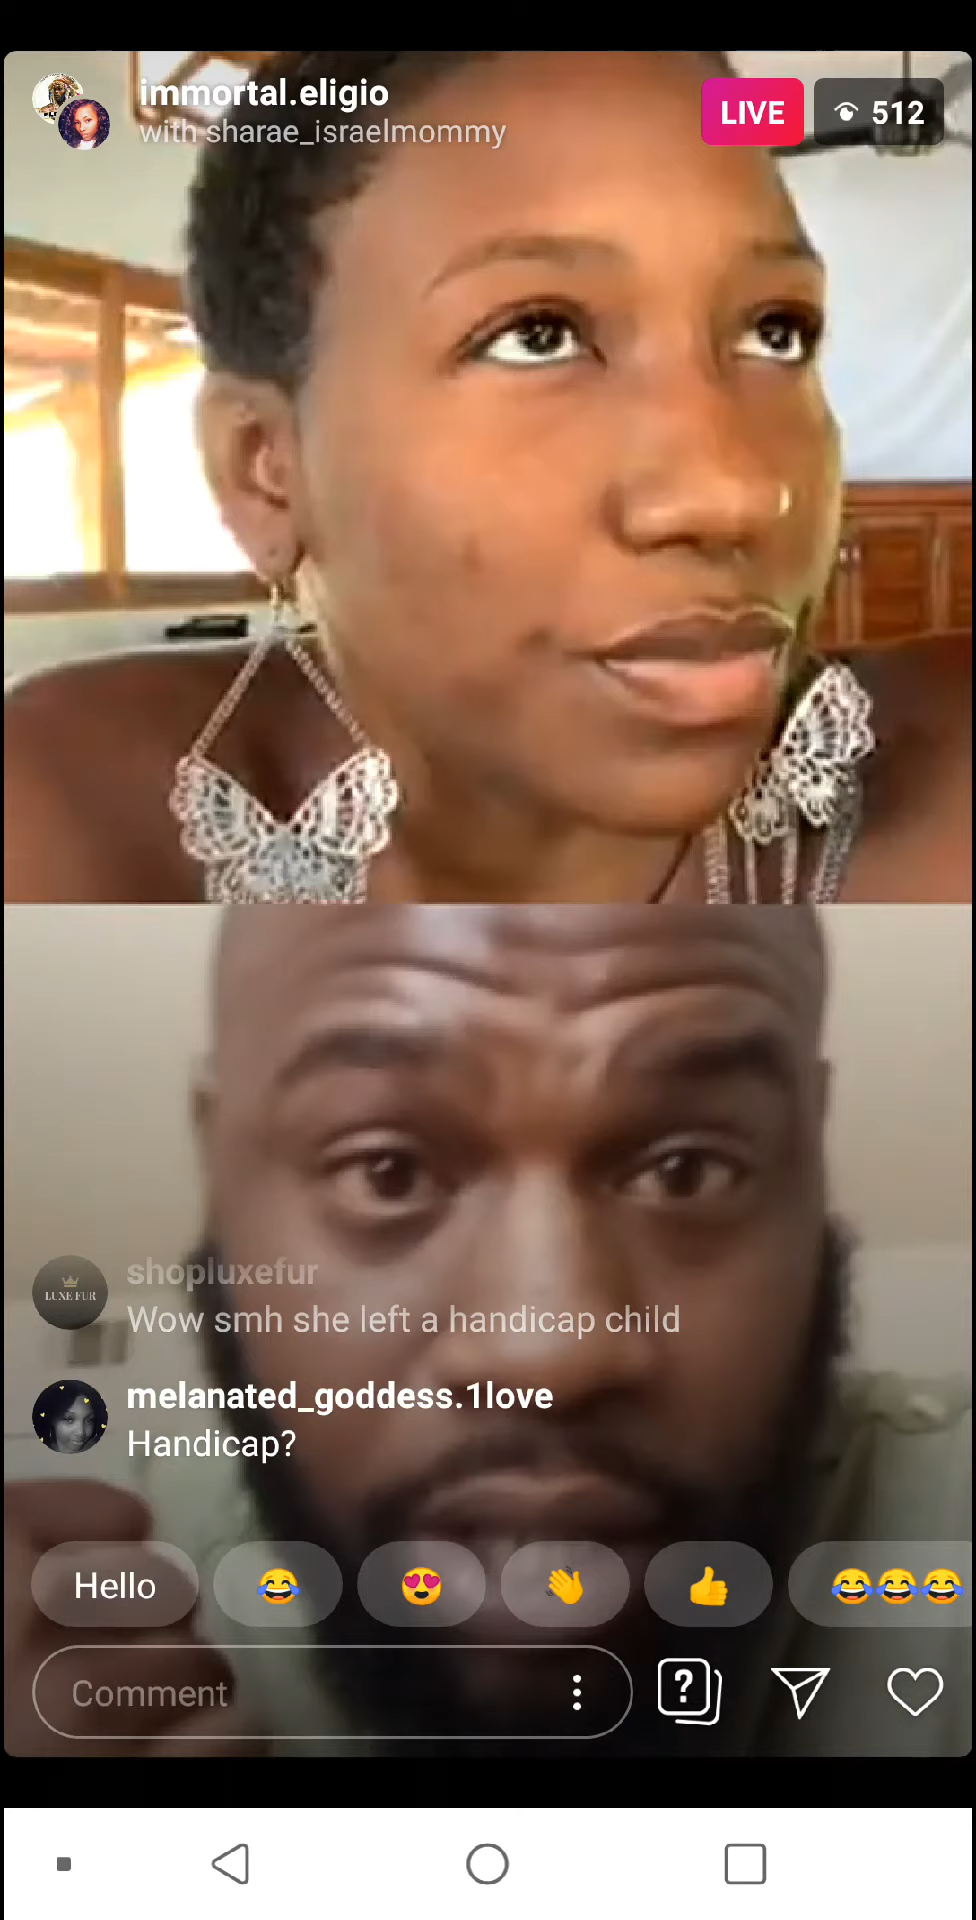 immortal.eligio
with sharae_israelmommy
LIVE
512
shopluxefur
LUXE FUR
Wow smh she left a handicap child
melanated_goddess.1love
Handicap?
Hello
Comment
?